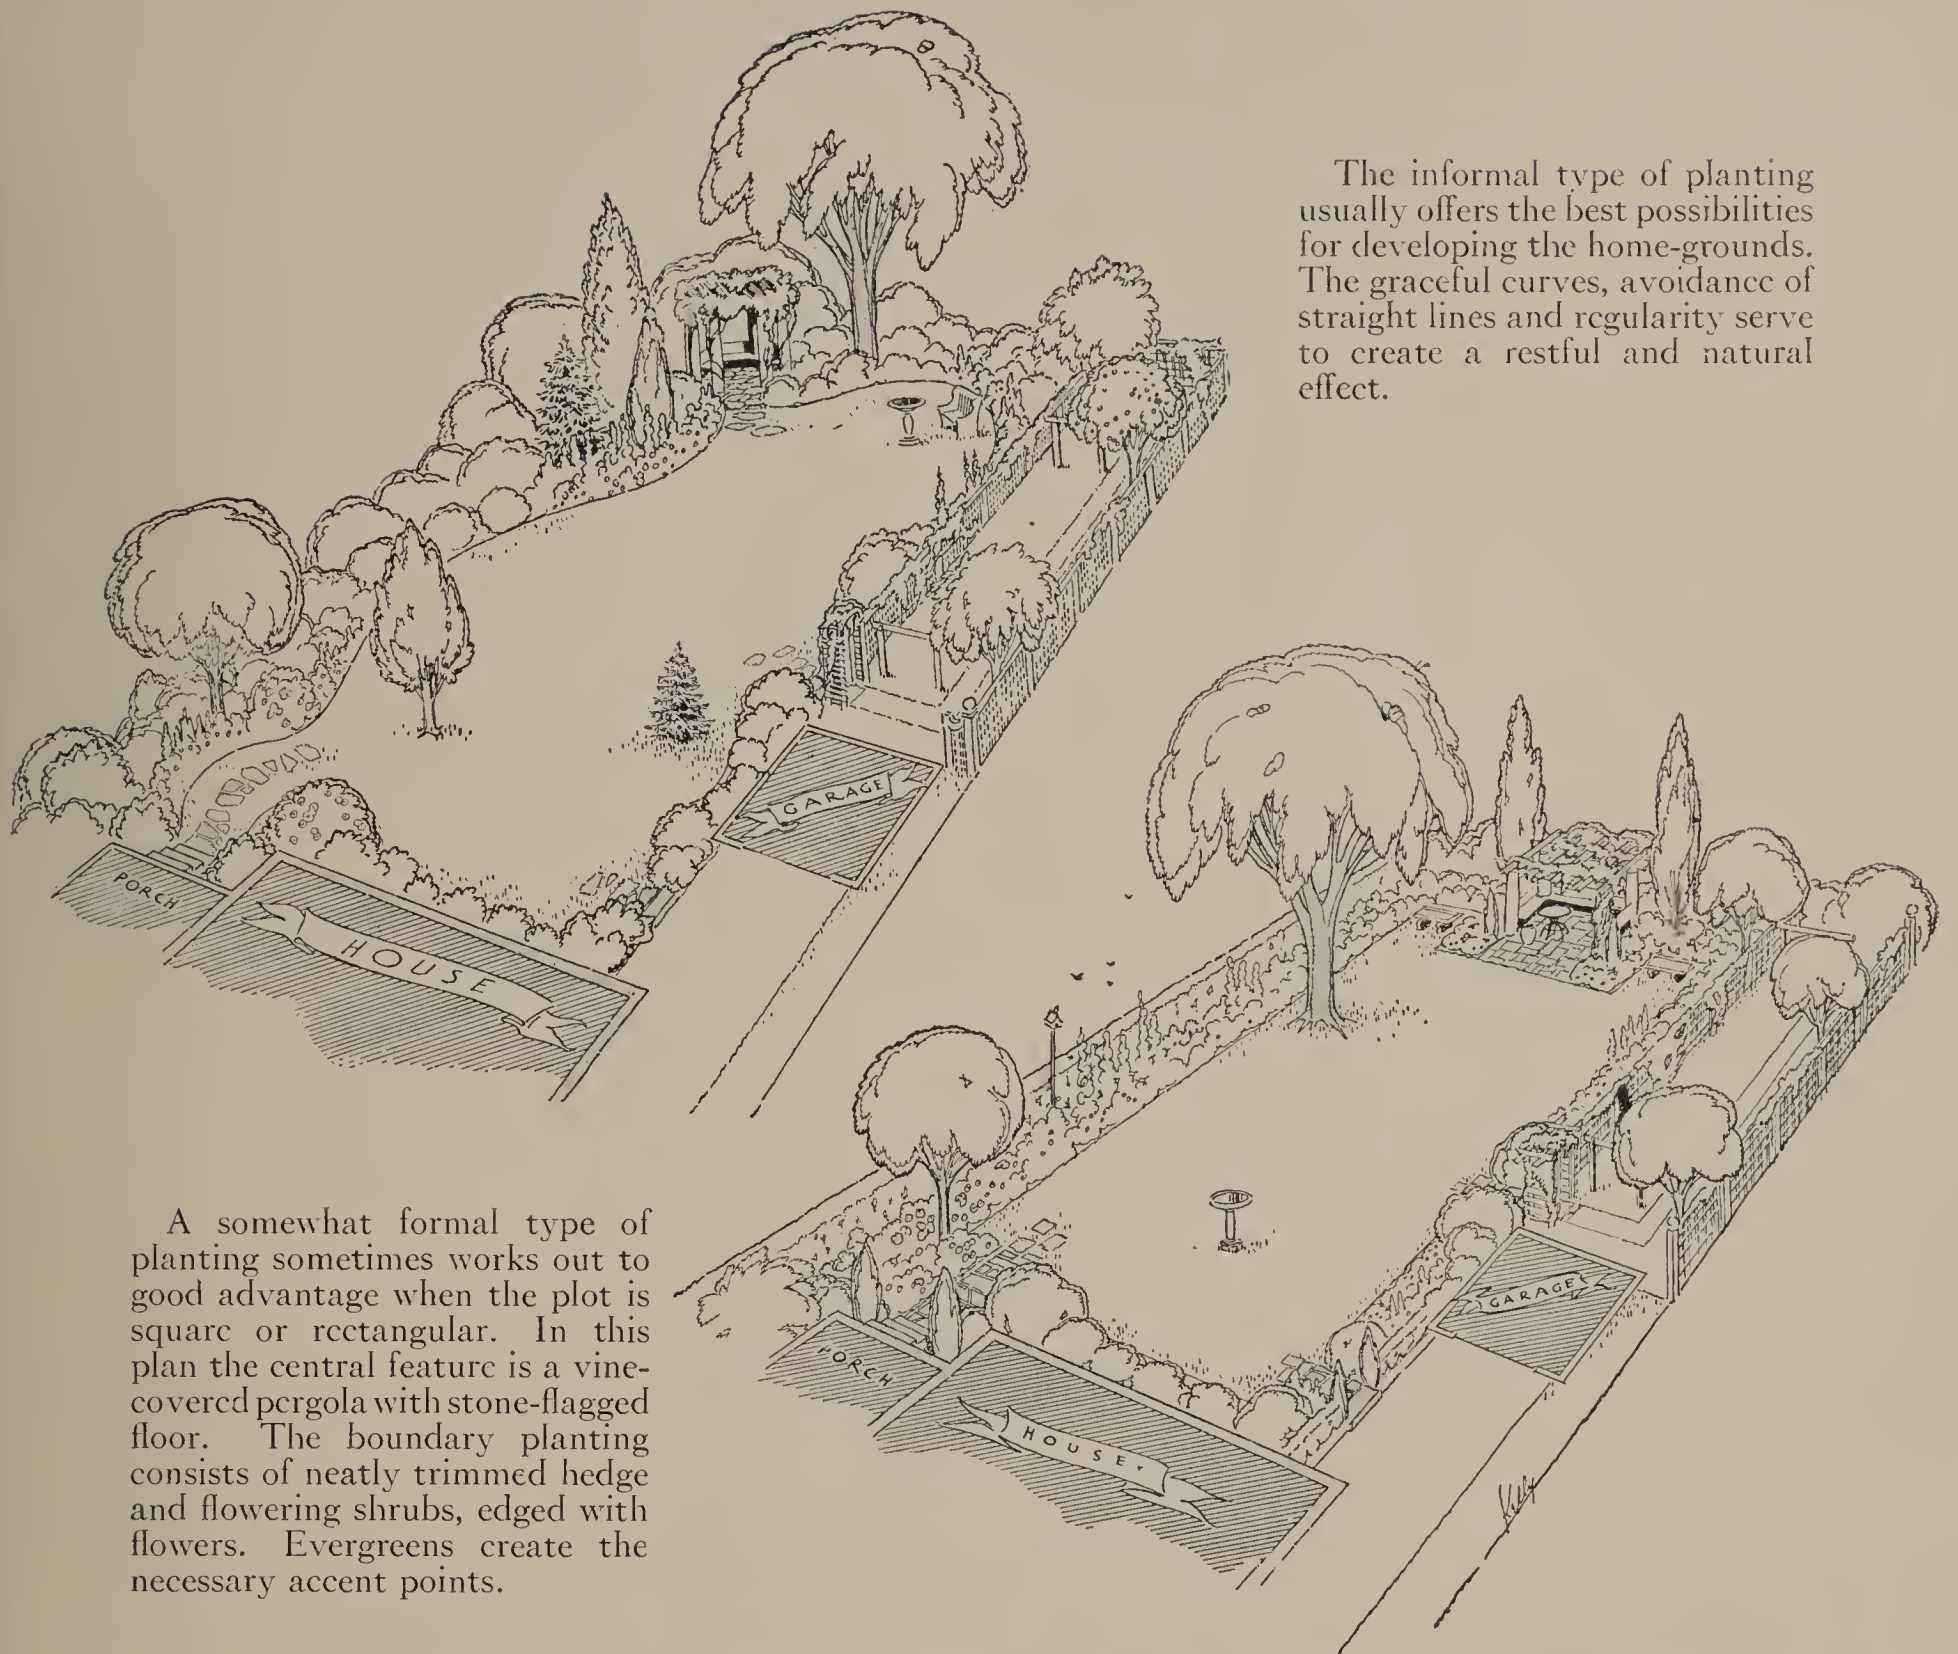 The informal type of planting
usually offers the best possibilities
for developing the home-grounds.
The graceful curves, avoidance of
straight lines and regularity serve
to create a restful and natural
effect.
GARAGE
PORCH
HOUSE
A somewhat formal type of
planting sometimes works out to
good advantage when the plot is
square or rectangular. In this
plan the central feature is a vine-
covered pergola with stone-flagged
floor. The boundary planting
consists of neatly trimmed hedge
and flowering shrubs, edged with
flowers. Evergreens create the
necessary accent points.
GARAGE
PORCH
HOUSE